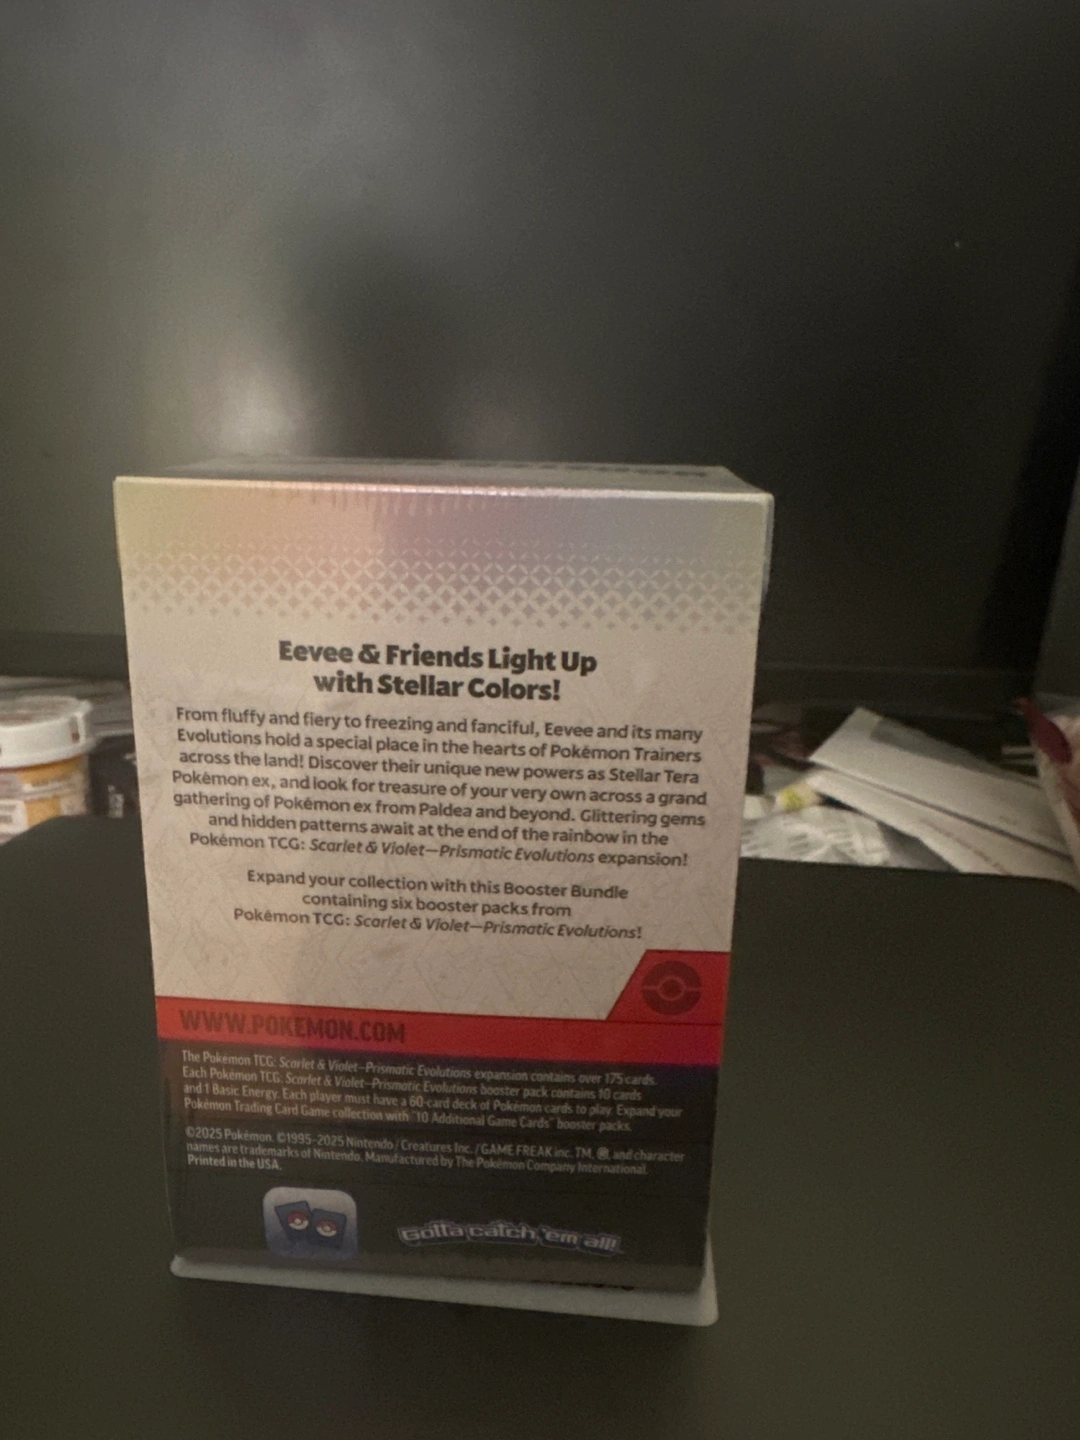 Eevee & Friends Light Up
with Stellar Colors!
From fluffy and fiery to freezing and fanciful, Eevee and its many
Evolutions hold a special place in the hearts of Pokémon Trainers
across the land! Discover their unique new powers as Stellar Tera
Pokémon ex, and look for treasure of your very own across a grand
gathering of Pokémon ex from Paldea and beyond. Glittering gems
and hidden patterns await at the end of the rainbow in the
Pokémon TCG: Scarlet & Violet—Prismatic Evolutions expansion!
Expand your collection with this Booster Bundle
containing six booster packs from
Pokémon TCG: Scarlet & Violet—Prismatic Evolutions!
WWW.POKEMON.COM
The Pokémon TCG: Scarlet & Violet—Prismatic Evolutions expansion contains over 175 cards.
Each Pokémon TCG: Scarlet & Violet—Prismatic Evolutions booster pack contains 10 cards
and 1 Basic Energy. Each player must have a 60-card deck of Pokémon cards to play. Expand your
Pokémon Trading Card Game collection with "10 Additional Game Cards" booster packs.
©2025 Pokémon. ©1995–2025 Nintendo / Creatures Inc. / GAME FREAK inc. TM, ®, and character
names are trademarks of Nintendo. Manufactured by The Pokémon Company International.
Printed in the USA.
Gotta catch 'em all!